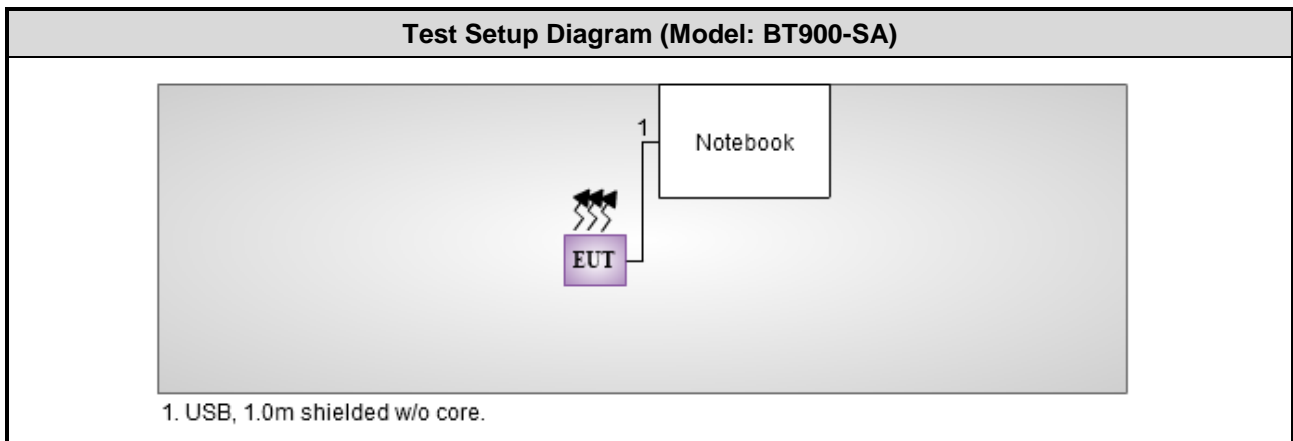 Test Setup Diagram (Model: BT900-SA)
1
Notebook
EUT
1. USB, 1.0m shielded w/o core.